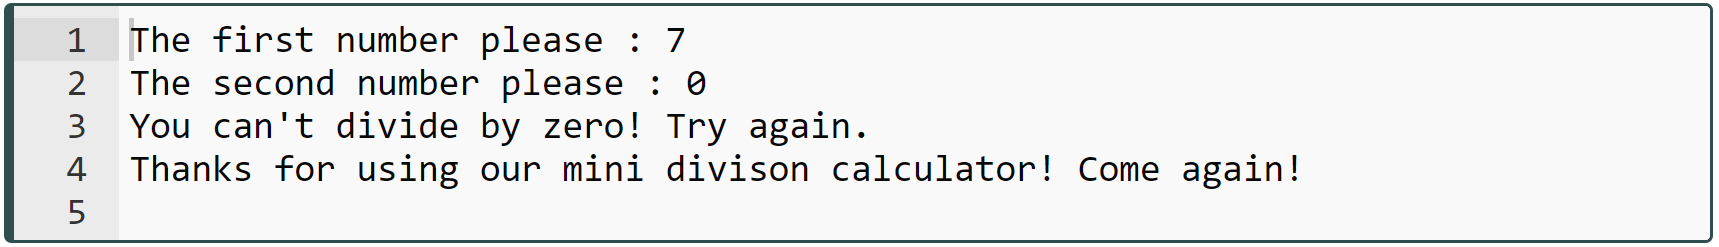 1 The first number please : 7
2 The second number please : 0
3 You can't divide by zero! Try again.
4 Thanks for using our mini divison calculator! Come again!
5